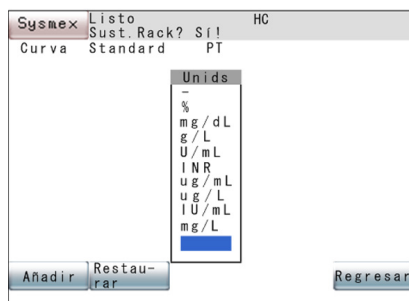 Sysmex
Listo HC
Sust.Rack? Sí!
Curva Standard PT
Unids
–
%
mg/dL
g/L
U/mL
INR
ug/mL
ug/L
IU/mL
mg/L
Añadir
Restau-
rar
Regresar